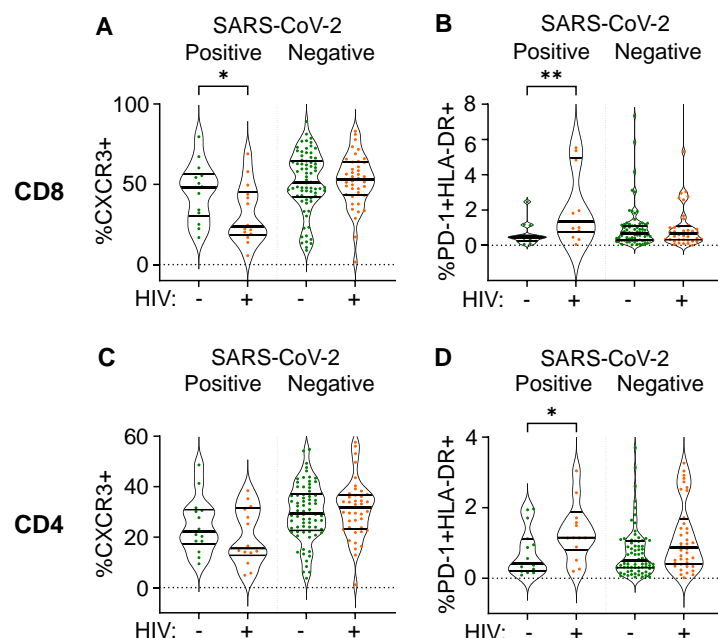 A
SARS-CoV-2
Positive Negative
*
%CXCR3+
100
50
0
HIV: - + - +
B
SARS-CoV-2
Positive Negative
**
%PD-1+HLA-DR+
8
6
4
2
0
HIV: - + - +
CD8
C
SARS-CoV-2
Positive Negative
%CXCR3+
60
40
20
0
HIV: - + - +
D
SARS-CoV-2
Positive Negative
*
%PD-1+HLA-DR+
4
2
0
HIV: - + - +
CD4